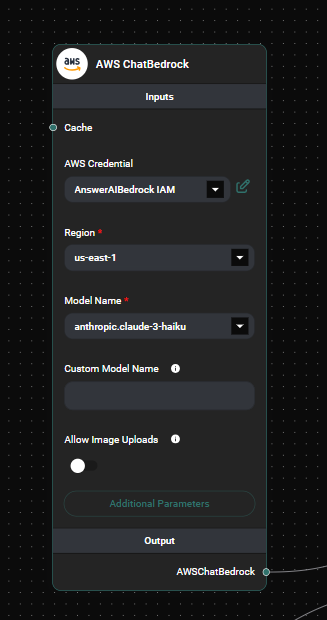 aws AWS ChatBedrock
Inputs
Cache
AWS Credential
AnswerAIBedrock IAM
Region *
us-east-1
Model Name *
anthropic.claude-3-haiku
Custom Model Name
Allow Image Uploads
Additional Parameters
Output
AWSChatBedrock